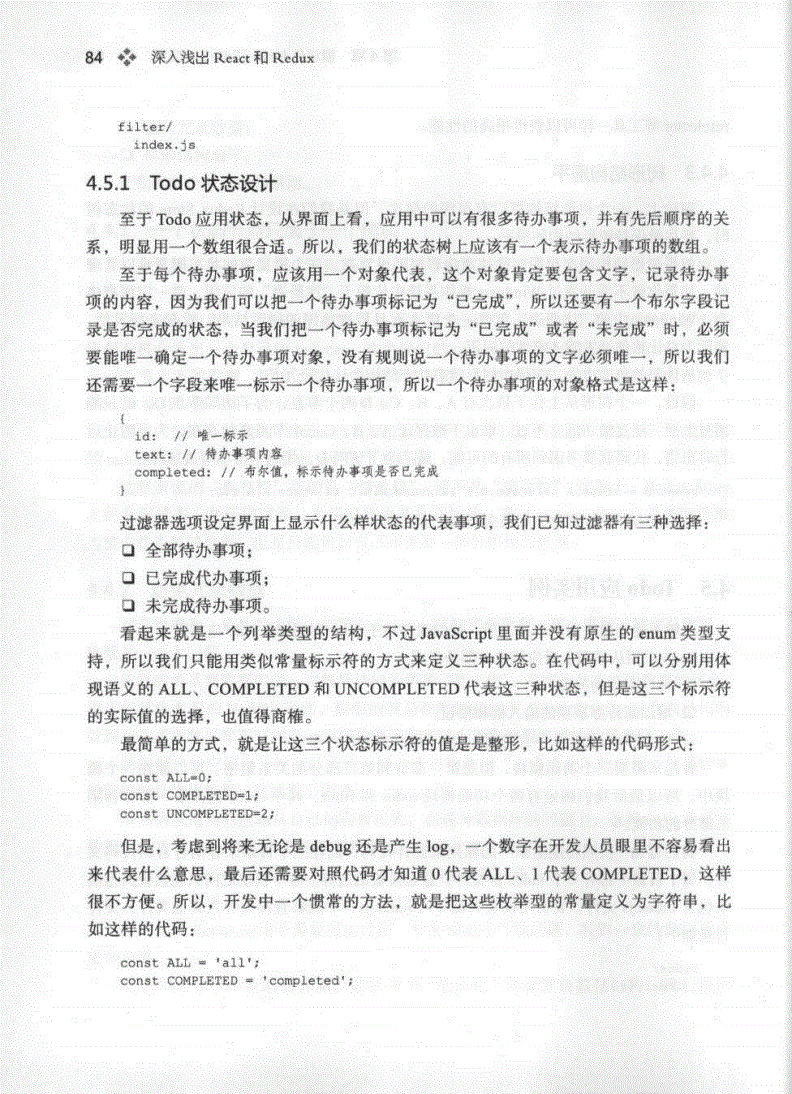 84 深入浅出 React 和 Redux
filter/
index.js
4.5.1 Todo 状态设计
至于 Todo 应用状态，从界面上看，应用中可以有很多待办事项，并有先后顺序的关
系，明显用一个数组很合适。所以，我们的状态树上应该有一个表示待办事项的数组。
至于每个待办事项，应该用一个对象代表，这个对象肯定要包含文字，记录待办事
项的内容，因为我们可以把一个待办事项标记为“已完成”，所以还要有一个布尔字段记
录是否完成的状态，当我们把一个待办事项标记为“已完成”或者“未完成”时，必须
要能唯一确定一个待办事项对象，没有规则说一个待办事项的文字必须唯一，所以我们
还需要一个字段来唯一标示一个待办事项，所以一个待办事项的对象格式是这样：
{
id: // 唯一标示
text: // 待办事项内容
completed: // 布尔值，标示待办事项是否已完成
}
过滤器选项设定界面上显示什么样状态的代表事项，我们已知过滤器有三种选择：
❑ 全部待办事项；
❑ 已完成代办事项；
❑ 未完成待办事项。
看起来就是一个列举类型的结构，不过 JavaScript 里面并没有原生的 enum 类型支
持，所以我们只能用类似常量标示符的方式来定义三种状态。在代码中，可以分别用体
现语义的 ALL、COMPLETED 和 UNCOMPLETED 代表这三种状态，但是这三个标示符
的实际值的选择，也值得商榷。
最简单的方式，就是让这三个状态标示符的值是是整形，比如这样的代码形式：
const ALL=0;
const COMPLETED=1;
const UNCOMPLETED=2;
但是，考虑到将来无论是 debug 还是产生 log，一个数字在开发人员眼里不容易看出
来代表什么意思，最后还需要对照代码才知道 0 代表 ALL、1 代表 COMPLETED，这样
很不方便。所以，开发中一个惯常的方法，就是把这些枚举型的常量定义为字符串，比
如这样的代码：
const ALL = 'all';
const COMPLETED = 'completed';